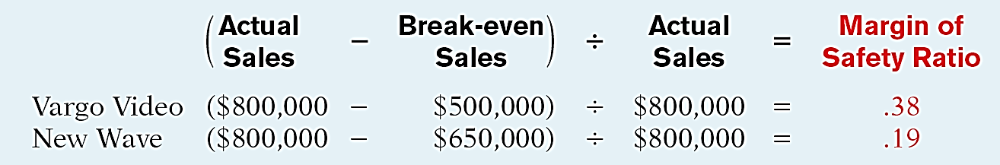 (Actual Sales − Break-even Sales) ÷ Actual Sales = Margin of Safety Ratio
Vargo Video ($800,000 − $500,000) ÷ $800,000 = .38
New Wave ($800,000 − $650,000) ÷ $800,000 = .19